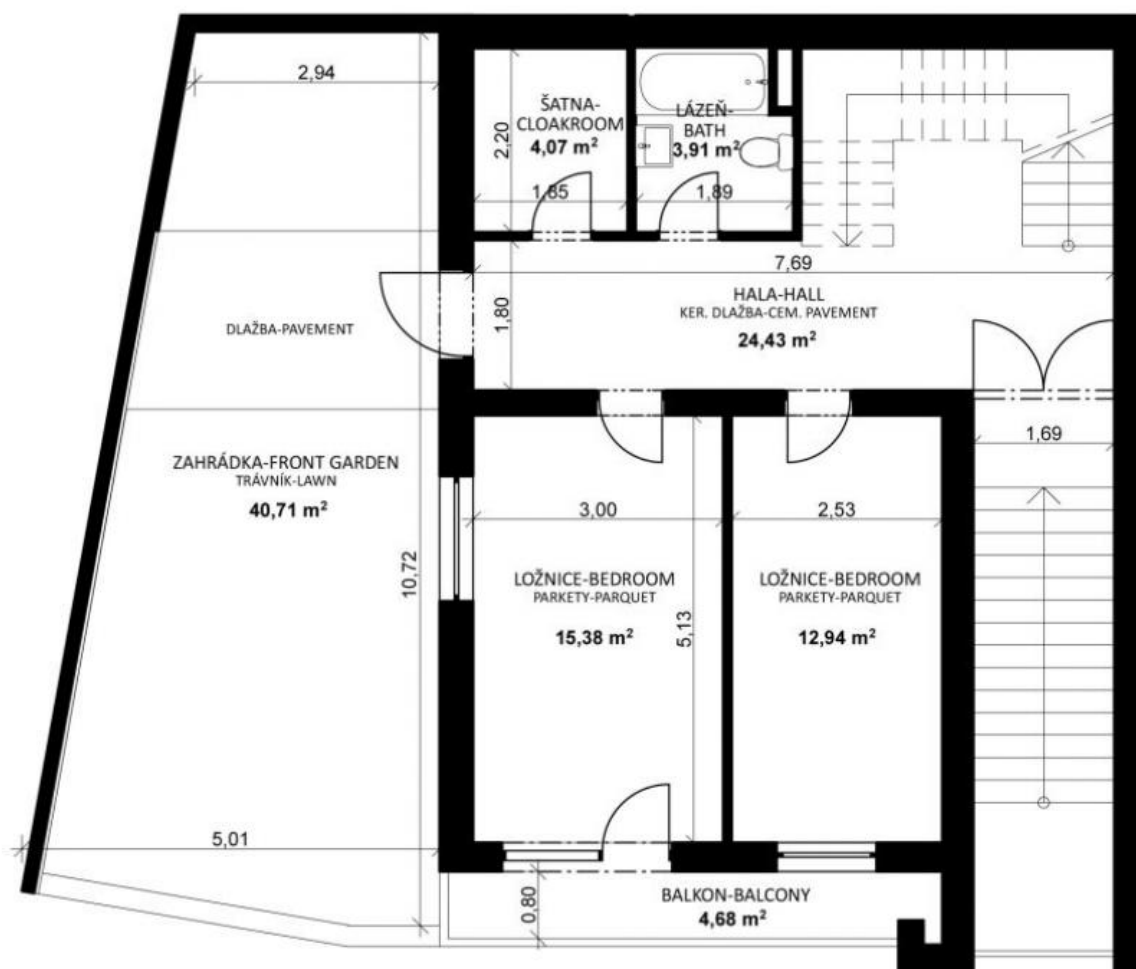 2,94
ŠATNA-
CLOAKROOM
4,07 m²
2,20
1,85
LÁZEŇ-
BATH
3,91 m²
1,89
7,69
HALA-HALL
KER. DLAŽBA-CEM. PAVEMENT
24,43 m²
1,80
DLAŽBA-PAVEMENT
1,69
ZAHRÁDKA-FRONT GARDEN
TRÁVNÍK-LAWN
40,71 m²
10,72
3,00
LOŽNICE-BEDROOM
PARKETY-PARQUET
15,38 m²
5,13
2,53
LOŽNICE-BEDROOM
PARKETY-PARQUET
12,94 m²
5,01
0,80
BALKON-BALCONY
4,68 m²